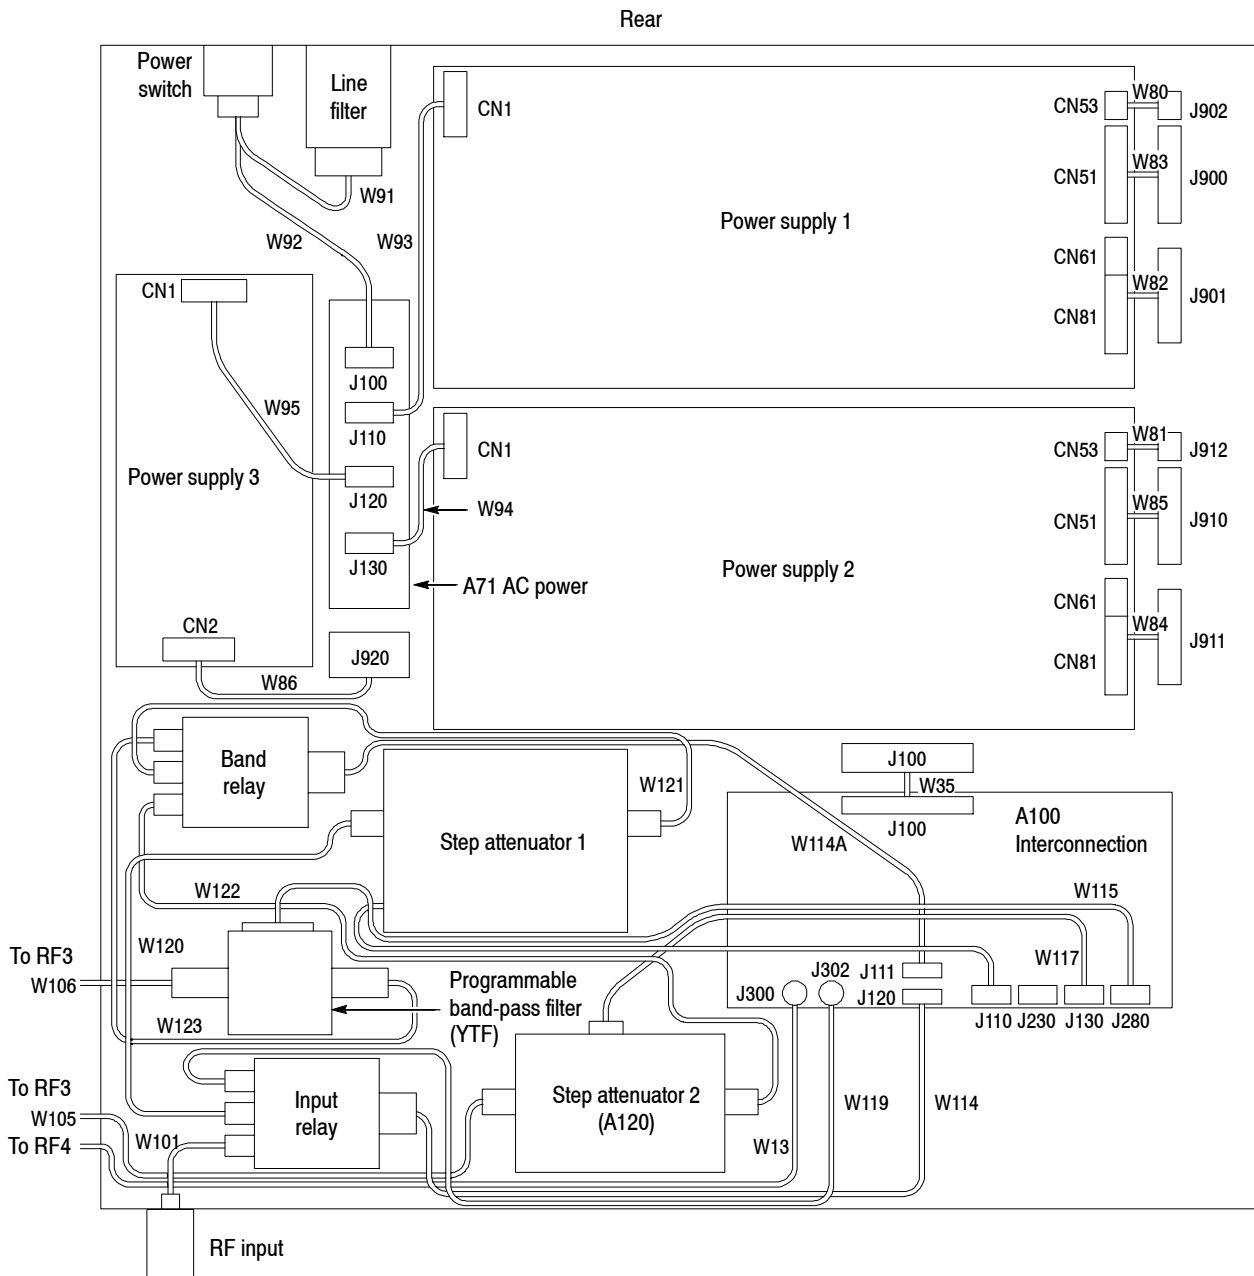 Rear
Power
switch
Line
filter
CN1
CN53
W80
J902
W91
CN51
W83
J900
W92
W93
Power supply 1
CN61
W82
J901
CN81
CN1
J100
W95
J110
CN1
CN53
W81
J912
Power supply 3
J120
W94
CN51
W85
J910
J130
A71 AC power
Power supply 2
CN61
W84
J911
CN81
CN2
J920
W86
Band
relay
W121
J100
W35
J100
A100
Interconnection
Step attenuator 1
W114A
W122
W115
W120
To RF3
W106
W117
J302
J111
J300
J120
Programmable
band-pass filter
(YTF)
W123
J110
J230
J130
J280
To RF3
W105
To RF4
W101
Input
relay
Step attenuator 2
(A120)
W119
W114
W13
RF input